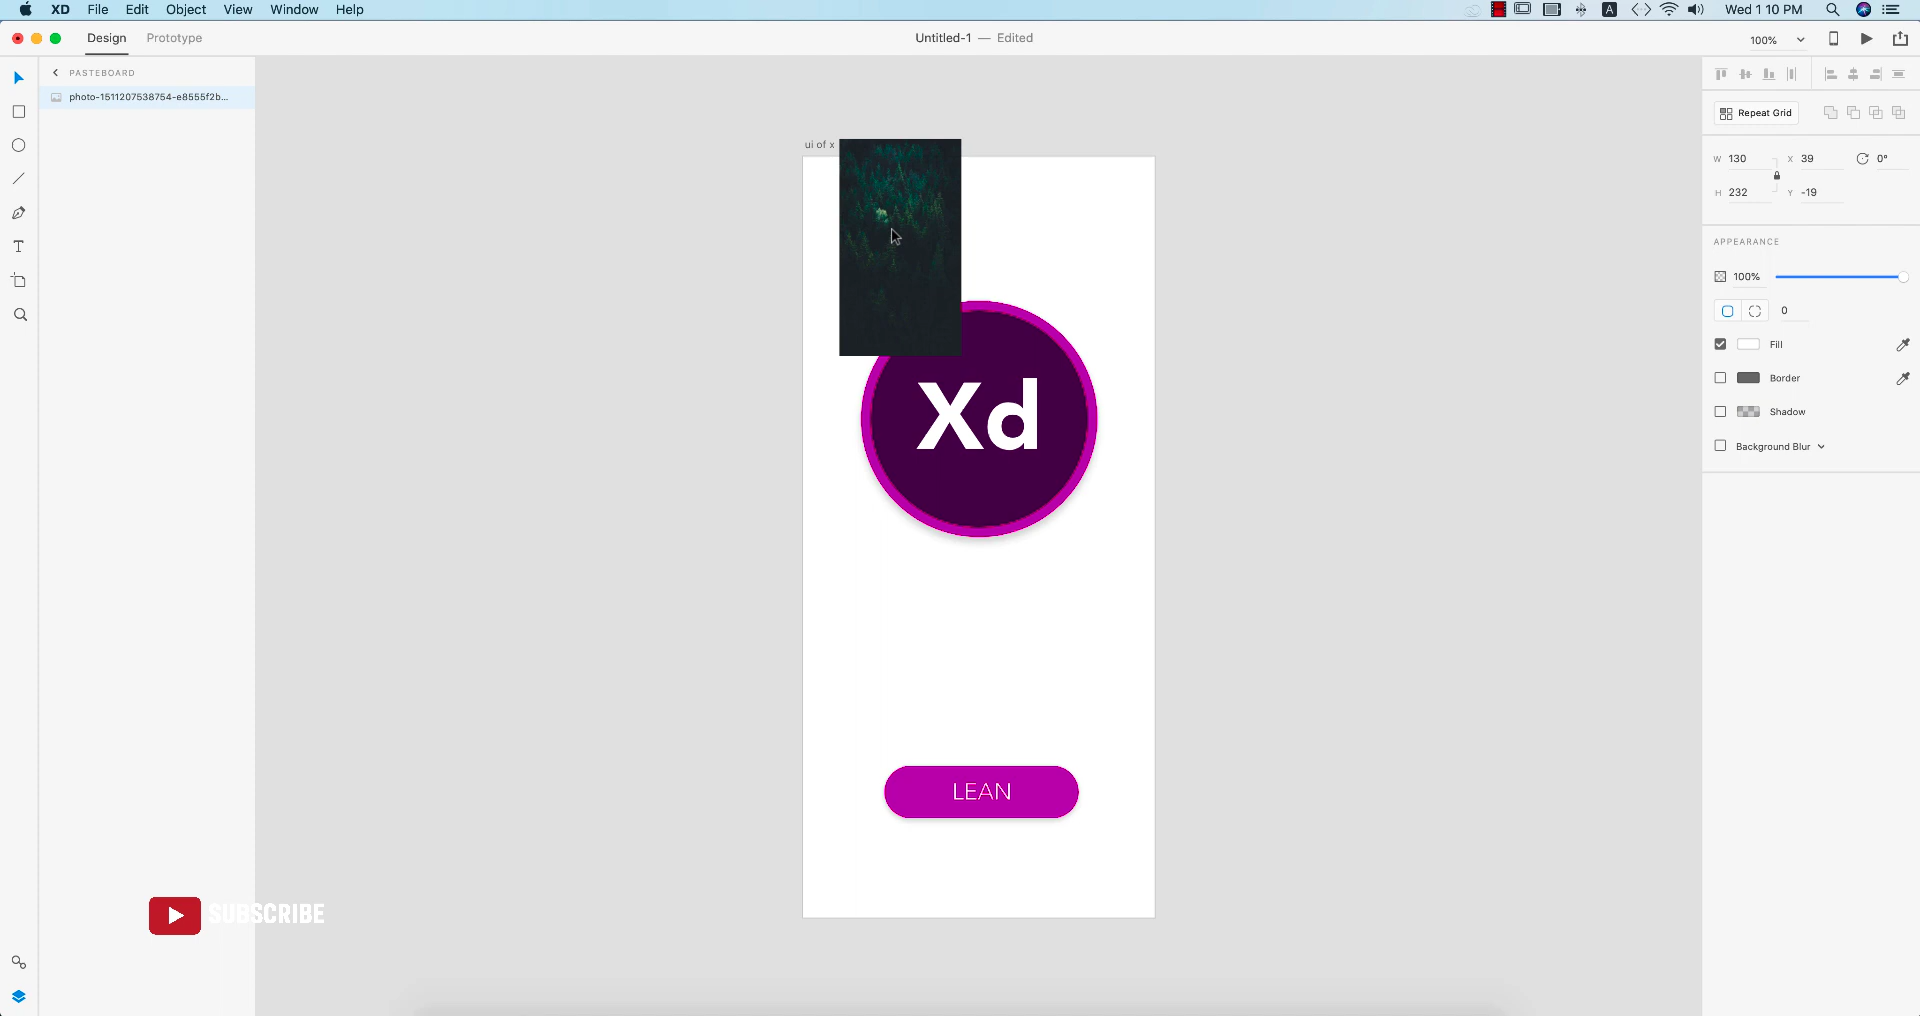 XD File Edit Object View Window Help
A
Wed 1 10 PM
Design Prototype
Untitled-1 — Edited
100%
PASTEBOARD
photo-1511207538754-e8555f2b...
ui of x
Xd
LEAN
SUBSCRIBE
T
Repeat Grid
W 130 X 39 0°
H 232 Y -19
APPEARANCE
100%
0
Fill
Border
Shadow
Background Blur